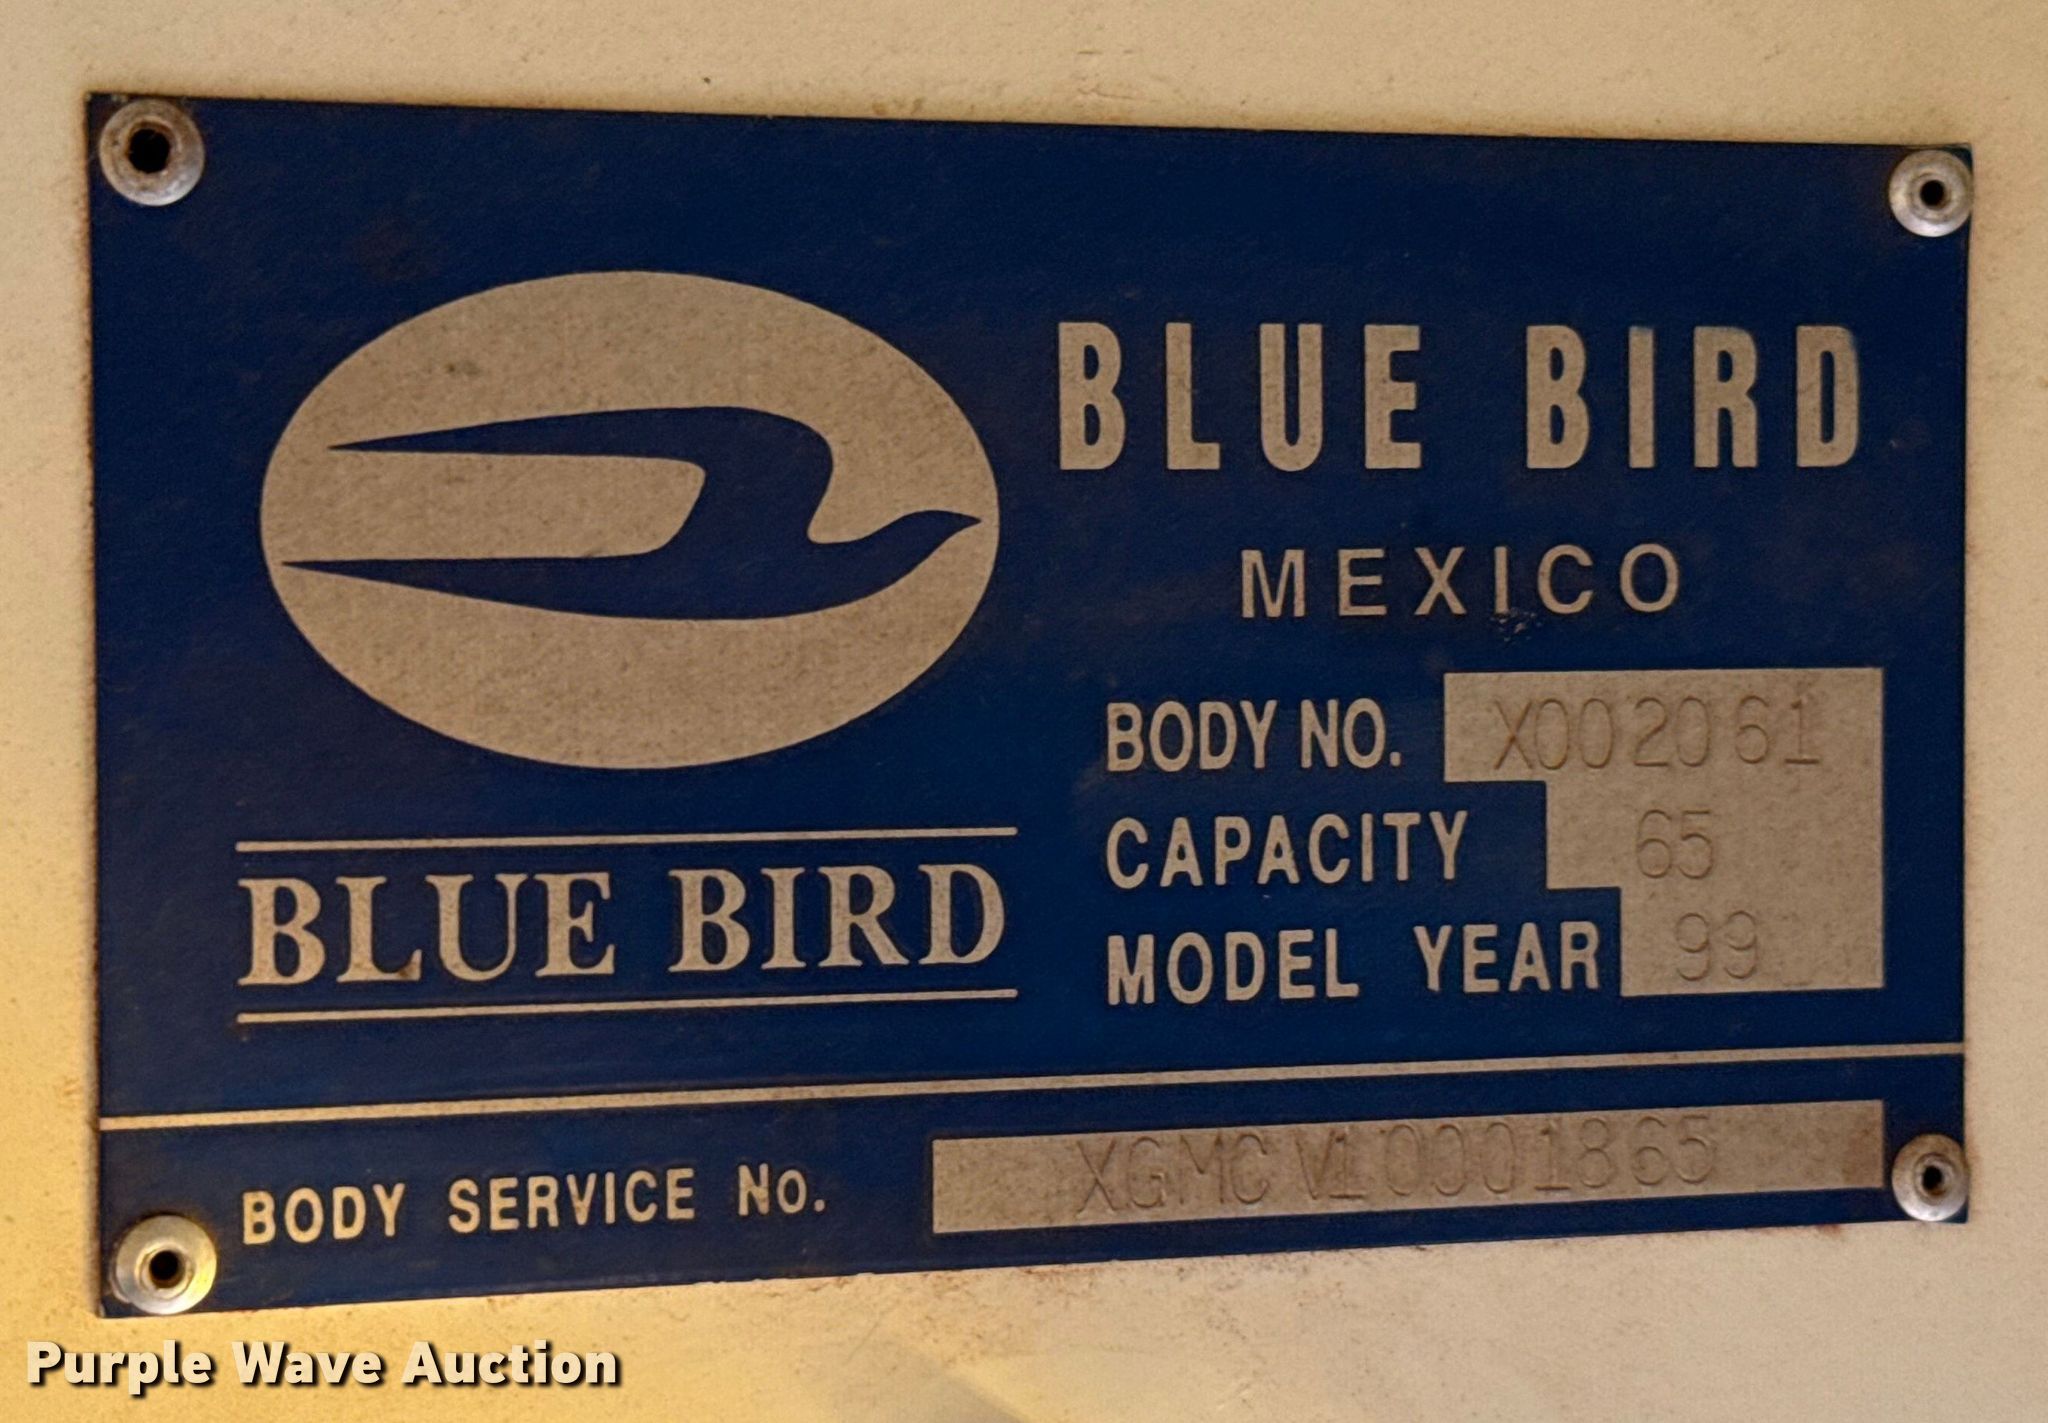 BLUE BIRD
MEXICO
BODY NO. X002061
CAPACITY 65
MODEL YEAR 99
BLUE BIRD
BODY SERVICE No. XGMCV10001865
Purple Wave Auction